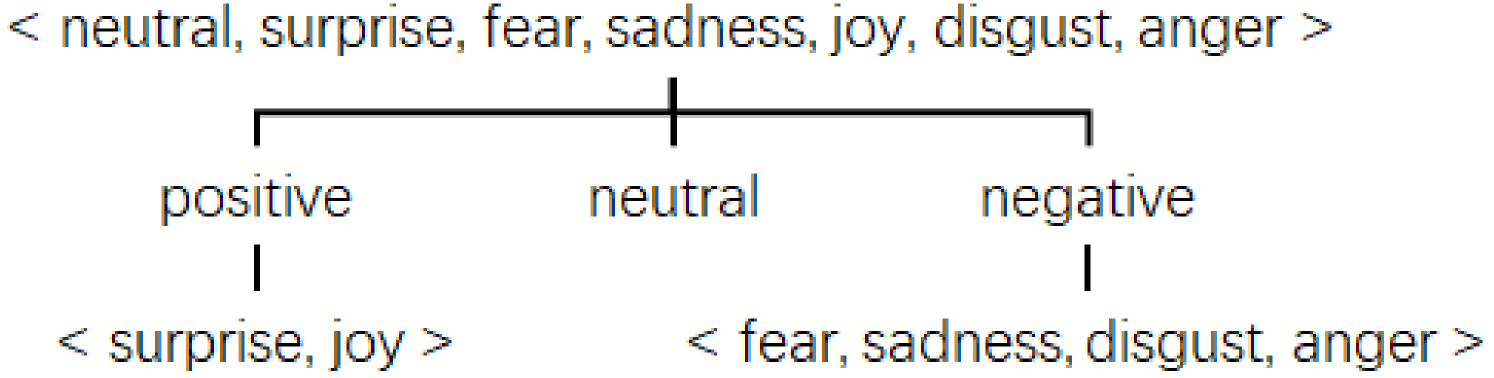 < neutral, surprise, fear, sadness, joy, disgust, anger >
positive neutral negative
< surprise, joy > < fear, sadness, disgust, anger >